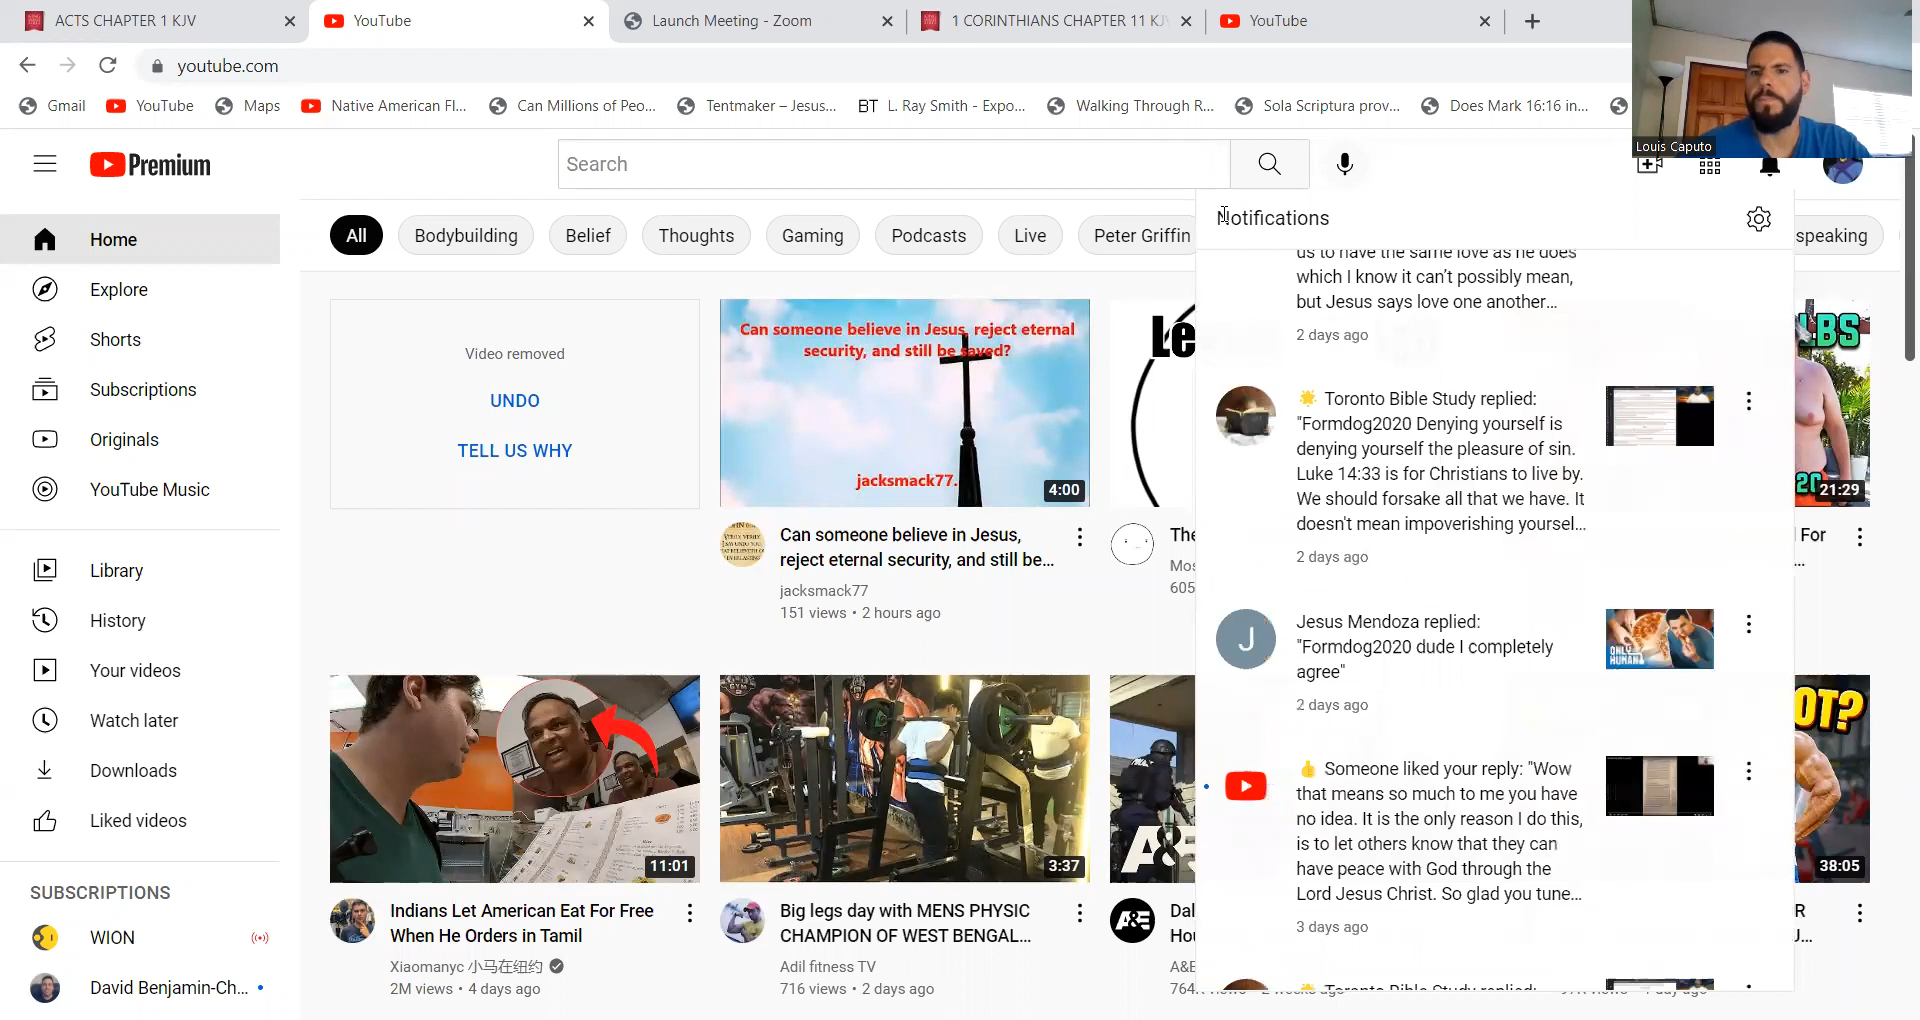 ACTS CHAPTER 1 KJV
YouTube
Launch Meeting - Zoom
1 CORINTHIANS CHAPTER 11 KJV
YouTube
youtube.com
Gmail
YouTube
Maps
Native American Fl...
Can Millions of Peo...
Tentmaker – Jesus...
BT L. Ray Smith - Expo...
Walking Through R...
Sola Scriptura prov...
Does Mark 16:16 in...
Louis Caputo
Premium
Search
Notifications
Home
Explore
Shorts
Subscriptions
Originals
YouTube Music
Library
History
Your videos
Watch later
Downloads
Liked videos
SUBSCRIPTIONS
WION
David Benjamin-Ch...
All
Bodybuilding
Belief
Thoughts
Gaming
Podcasts
Live
Peter Griffin
speaking
Video removed
UNDO
TELL US WHY
Can someone believe in Jesus, reject eternal
security, and still be saved?
jacksmack77.
4:00
Can someone believe in Jesus,
reject eternal security, and still be...
jacksmack77
151 views • 2 hours ago
Le
The
Mos
605
LBS
21:29
For
...
us to have the same love as he does
which I know it can't possibly mean,
but Jesus says love one another...
2 days ago
Toronto Bible Study replied:
"Formdog2020 Denying yourself is
denying yourself the pleasure of sin.
Luke 14:33 is for Christians to live by.
We should forsake all that we have. It
doesn't mean impoverishing yoursel...
2 days ago
J
Jesus Mendoza replied:
"Formdog2020 dude I completely
agree"
2 days ago
ONLY
HUMAN
Someone liked your reply: "Wow
that means so much to me you have
no idea. It is the only reason I do this,
is to let others know that they can
have peace with God through the
Lord Jesus Christ. So glad you tune...
3 days ago
Toronto Bible Study replied:
11:01
Indians Let American Eat For Free
When He Orders in Tamil
Xiaomanyc 小马在纽约
2M views • 4 days ago
GYM
3:37
Big legs day with MENS PHYSIC
CHAMPION OF WEST BENGAL...
Adil fitness TV
716 views • 2 days ago
A&E
A&E
Dal
Hou
A&E
OT?
38:05
R